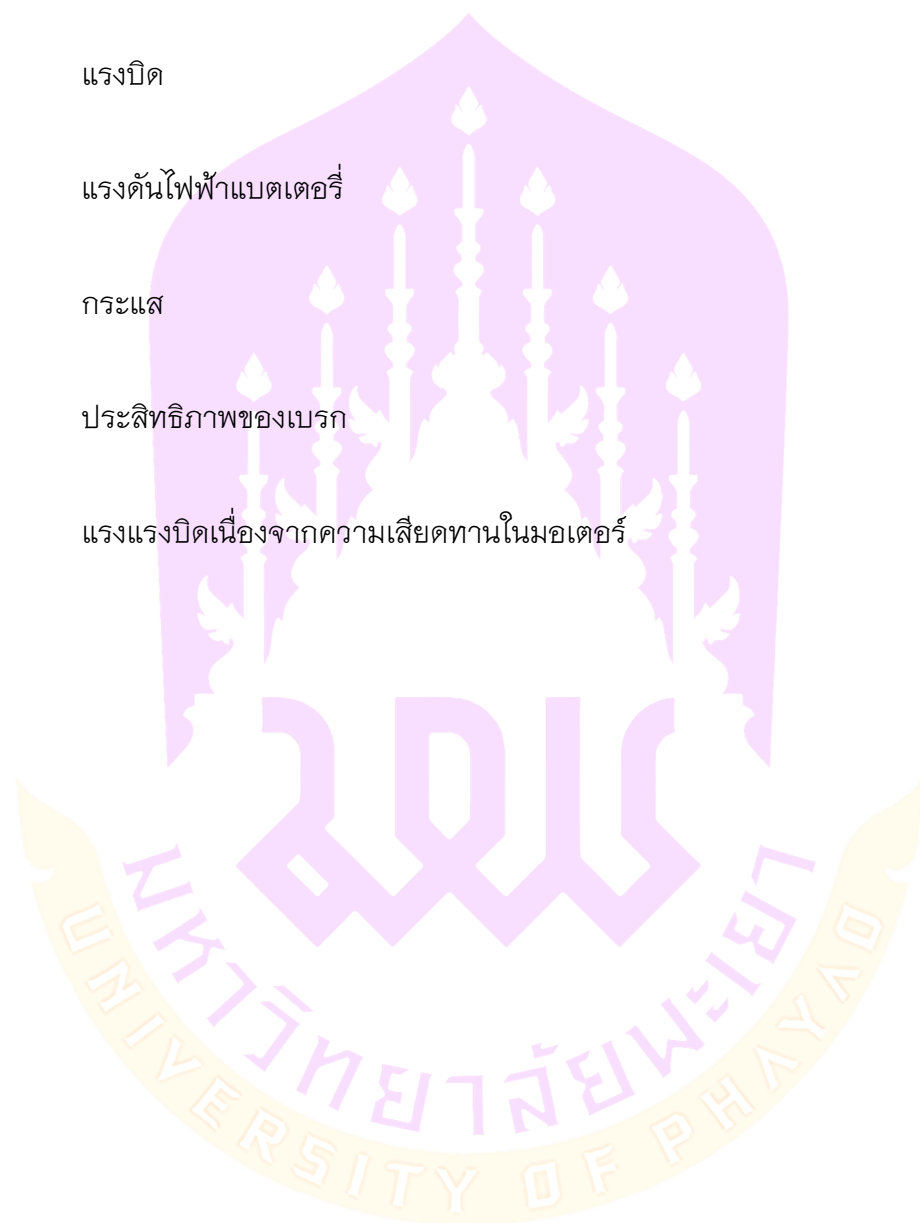 แรงบิด
แรงดันไฟฟ้าแบตเตอรี่
กระแส
ประสิทธิภาพของเบรก
แรงแรงบิดเนื่องจากความเสียดทานในมอเตอร์
มหาวิทยาลัยพะเยา
UNIVERSITY OF PHAYAO